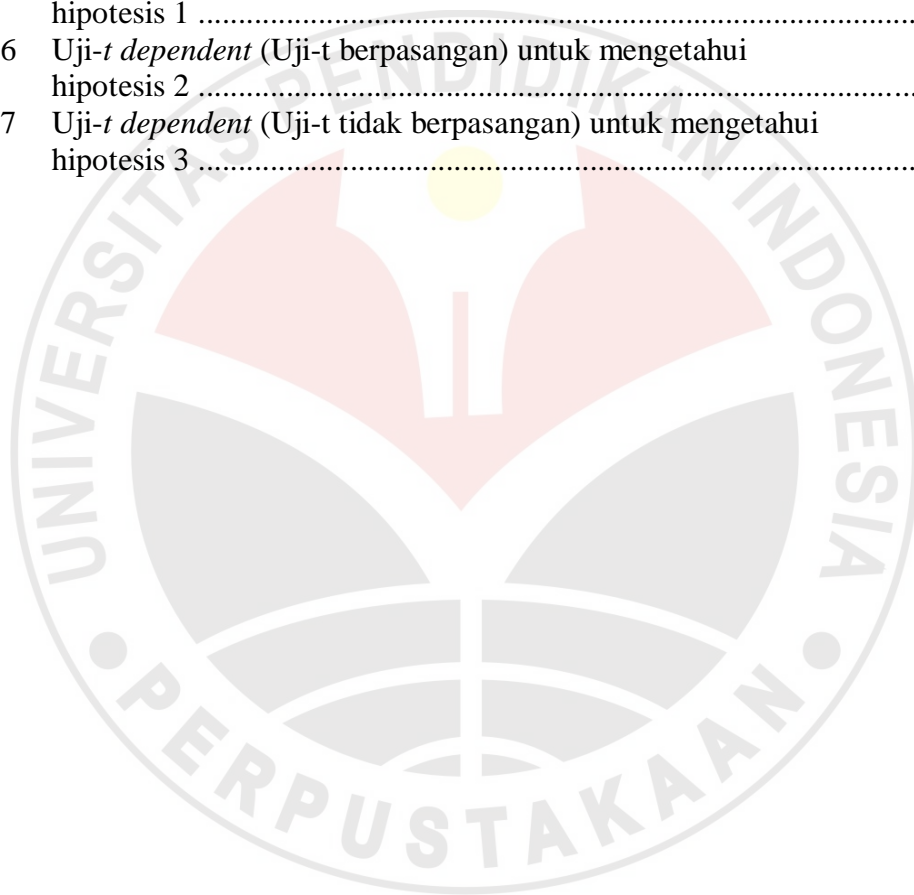 hipotesis 1 ..........................................................................................
6 Uji-t dependent (Uji-t berpasangan) untuk mengetahui
hipotesis 2 ..........................................................................................
7 Uji-t dependent (Uji-t tidak berpasangan) untuk mengetahui
hipotesis 3 ..........................................................................................
UNIVERSITAS PENDIDIKAN INDONESIA
PERPUSTAKAAN